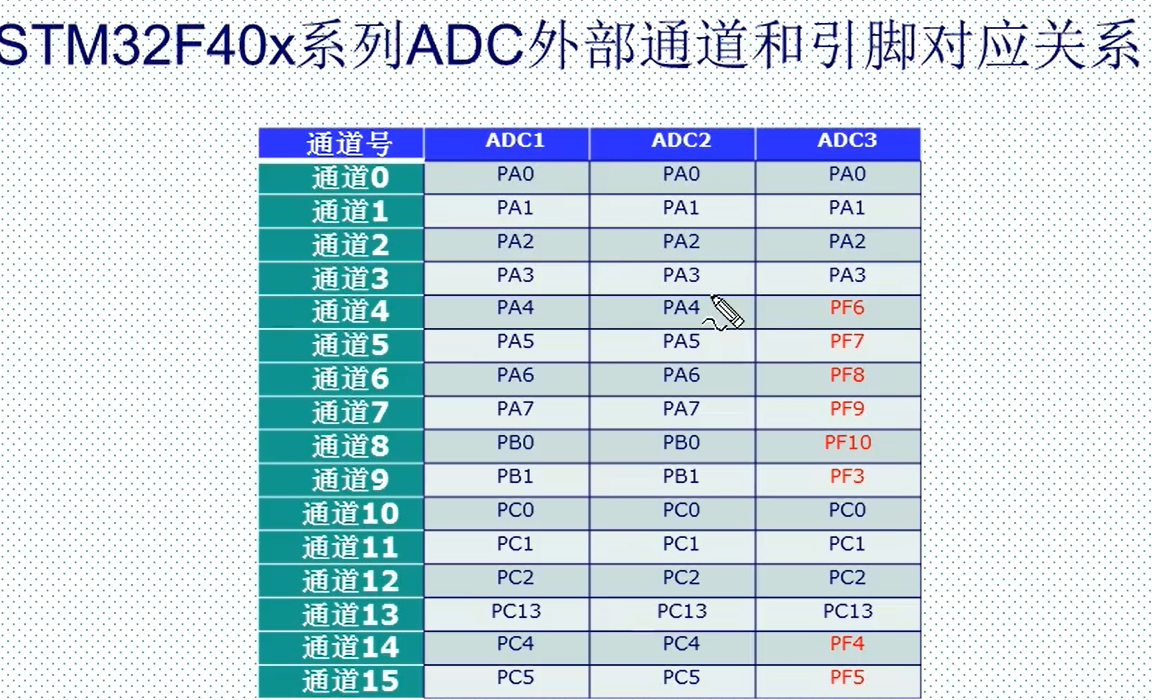 STM32F40x系列ADC外部通道和引脚对应关系
通道号 ADC1 ADC2 ADC3
通道0 PA0 PA0 PA0
通道1 PA1 PA1 PA1
通道2 PA2 PA2 PA2
通道3 PA3 PA3 PA3
通道4 PA4 PA4 PF6
通道5 PA5 PA5 PF7
通道6 PA6 PA6 PF8
通道7 PA7 PA7 PF9
通道8 PB0 PB0 PF10
通道9 PB1 PB1 PF3
通道10 PC0 PC0 PC0
通道11 PC1 PC1 PC1
通道12 PC2 PC2 PC2
通道13 PC13 PC13 PC13
通道14 PC4 PC4 PF4
通道15 PC5 PC5 PF5